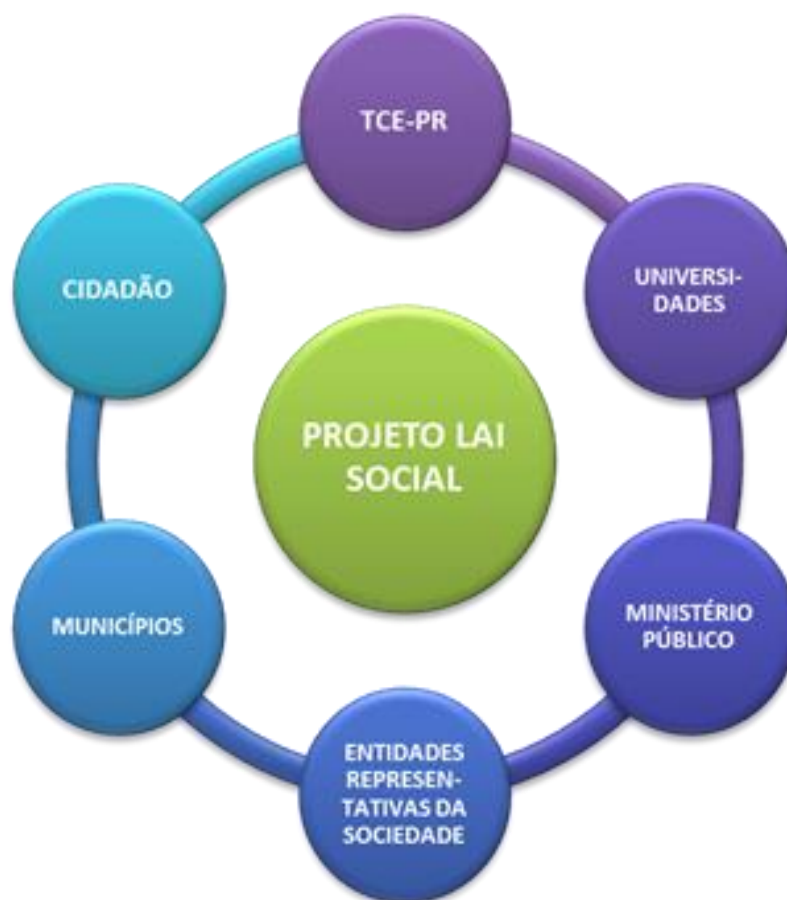 TCE-PR
UNIVERSI-
DADES
MINISTÉRIO
PÚBLICO
ENTIDADES
REPRESEN-
TATIVAS DA
SOCIEDADE
MUNICÍPIOS
CIDADÃO
PROJETO LAI
SOCIAL